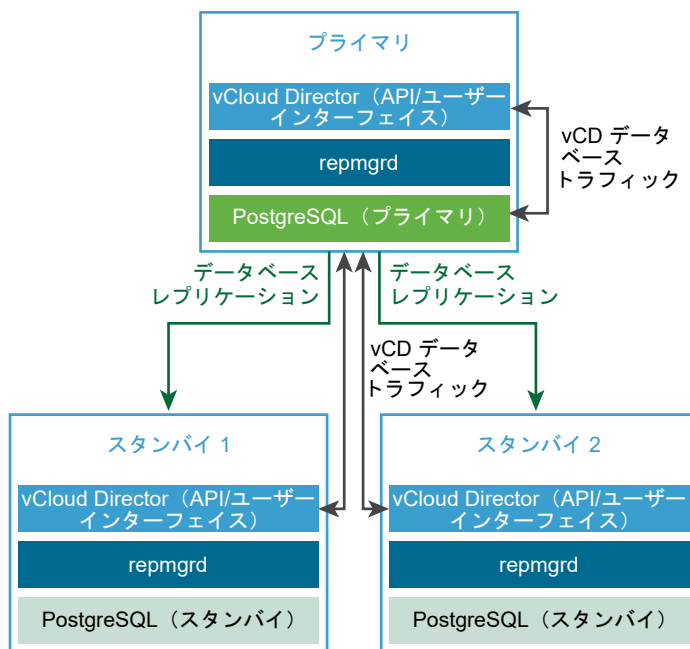 プライマリ
vCloud Director(API/ユーザー
インターフェイス)
repmgrd
PostgreSQL(プライマリ)
vCD データ
ベース
トラフィック
データベース
レプリケーション
データベース
レプリケーション
vCD データ
ベース
トラフィック
スタンバイ 1
vCloud Director(API/ユーザー
インターフェイス)
repmgrd
PostgreSQL(スタンバイ)
スタンバイ 2
vCloud Director(API/ユーザー
インターフェイス)
repmgrd
PostgreSQL(スタンバイ)